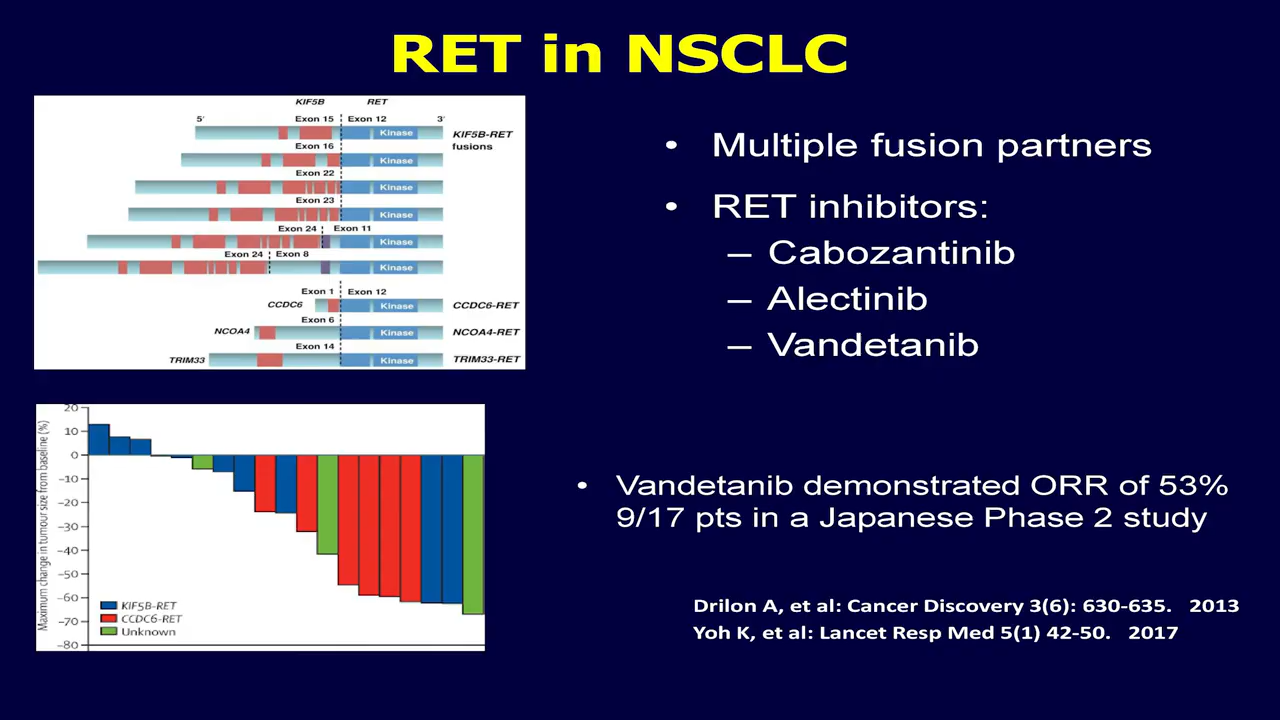 RET in NSCLC
KIF5B RET
5' Exon 15 Exon 12 3'
Kinase KIF5B-RET
fusions
Exon 16
Kinase
Exon 22
Kinase
Exon 23
Kinase
Exon 24 Exon 11
Kinase
Exon 24 Exon 8
Kinase
Exon 1 Exon 12
CCDC6 Kinase CCDC6-RET
Exon 6
NCOA4 Kinase NCOA4-RET
Exon 14
TRIM33 Kinase TRIM33-RET
• Multiple fusion partners
• RET inhibitors:
– Cabozantinib
– Alectinib
– Vandetanib
Maximum change in tumour size from baseline (%)
20
10
0
–10
–20
–30
–40
–50
–60
–70
–80
KIF5B-RET
CCDC6-RET
Unknown
• Vandetanib demonstrated ORR of 53%
9/17 pts in a Japanese Phase 2 study
Drilon A, et al: Cancer Discovery 3(6): 630-635. 2013
Yoh K, et al: Lancet Resp Med 5(1) 42-50. 2017